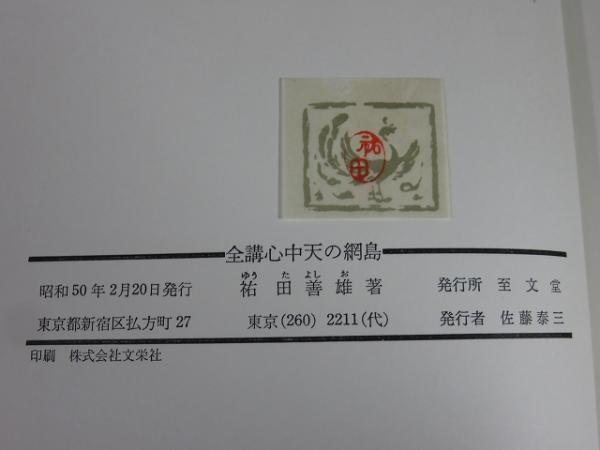 祐田
全講心中天の網島
昭和50年2月20日発行 祐田善雄著 発行所 至文堂
ゆう た よし お
東京都新宿区払方町27 東京(260) 2211(代) 発行者 佐藤泰三
印刷 株式会社文栄社